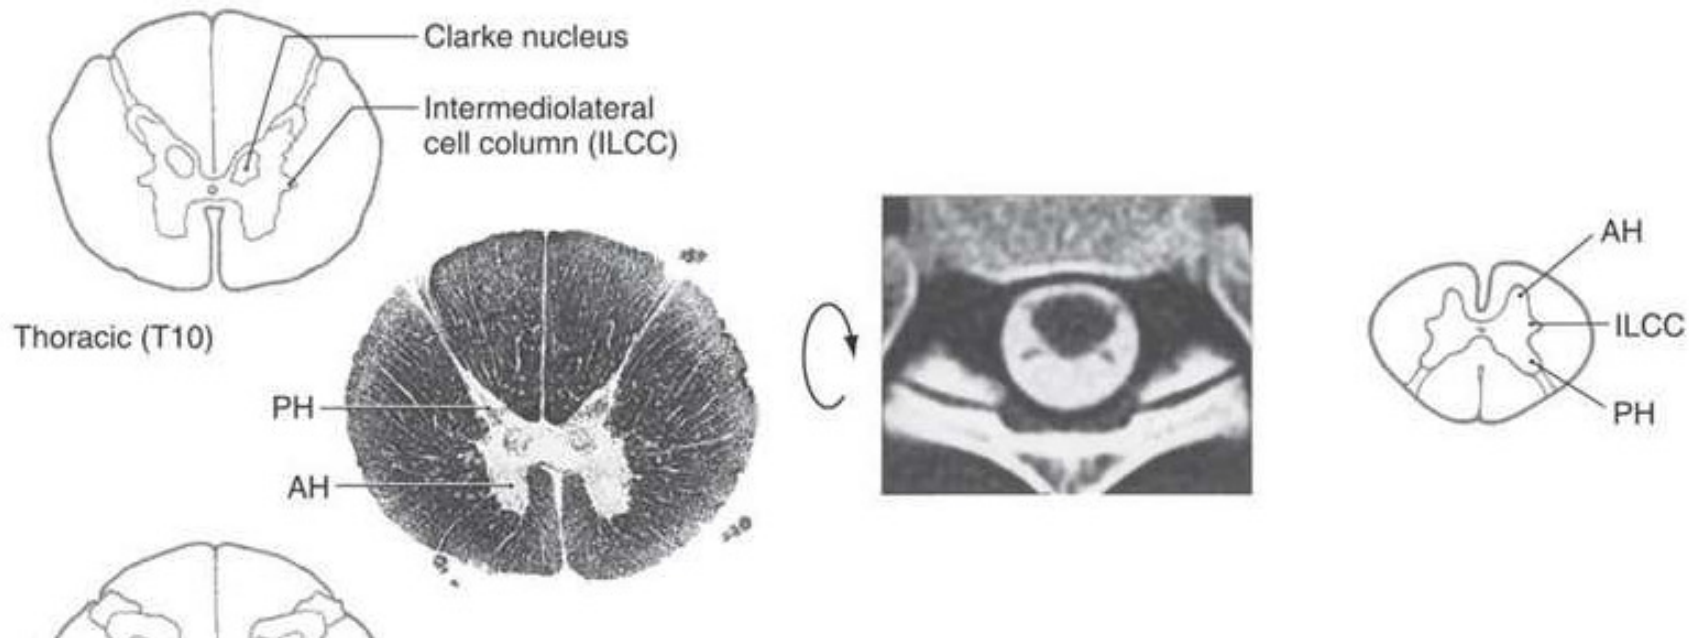 Clarke nucleus
Intermediolateral
cell column (ILCC)
Thoracic (T10)
PH
AH
AH
ILCC
PH